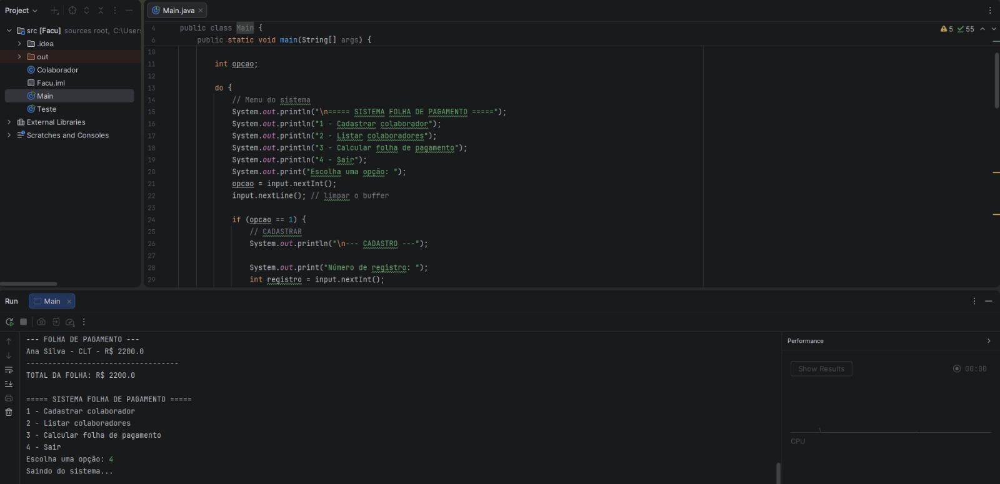 Project
src [Facu] sources root, C:\Users
.idea
out
Colaborador
Facu.iml
Main
Teste
External Libraries
Scratches and Consoles
Main.java
5 55
4 public class Main {
6 public static void main(String[] args) {
10
11 int opcao;
12
13 do {
14 // Menu do sistema
15 System.out.println("\n===== SISTEMA FOLHA DE PAGAMENTO =====");
16 System.out.println("1 - Cadastrar colaborador");
17 System.out.println("2 - Listar colaboradores");
18 System.out.println("3 - Calcular folha de pagamento");
19 System.out.println("4 - Sair");
20 System.out.print("Escolha uma opção: ");
21 opcao = input.nextInt();
22 input.nextLine(); // limpar o buffer
23
24 if (opcao == 1) {
25 // CADASTRAR
26 System.out.println("\n--- CADASTRO ---");
27
28 System.out.print("Número de registro: ");
29 int registro = input.nextInt();
Run Main
--- FOLHA DE PAGAMENTO ---
Ana Silva - CLT - R$ 2200.0
-----------------------------------
TOTAL DA FOLHA: R$ 2200.0
===== SISTEMA FOLHA DE PAGAMENTO =====
1 - Cadastrar colaborador
2 - Listar colaboradores
3 - Calcular folha de pagamento
4 - Sair
Escolha uma opção: 4
Saindo do sistema...
Performance
Show Results 00:00
CPU